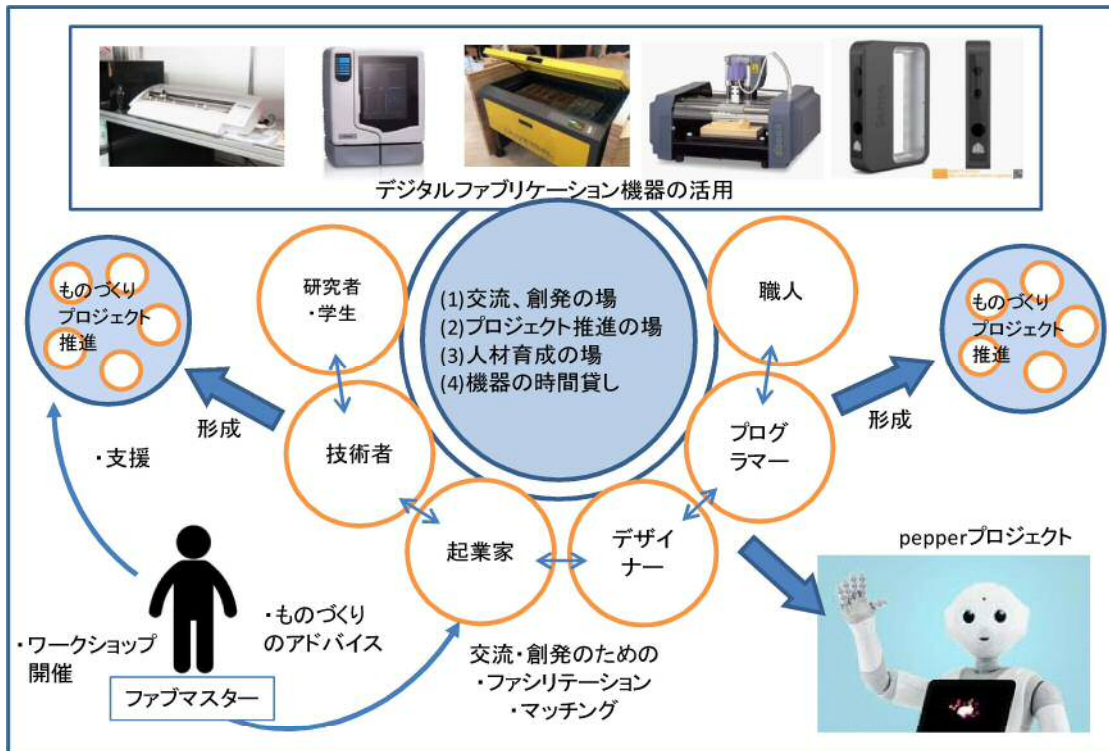 デジタルファブリケーション機器の活用
ものづくり
プロジェクト
推進
研究者
・学生
(1)交流、創発の場
(2)プロジェクト推進の場
(3)人材育成の場
(4)機器の時間貸し
職人
ものづくり
プロジェクト
推進
形成
技術者
プログ
ラマー
形成
・支援
起業家
デザイ
ナー
pepperプロジェクト
・ものづくり
のアドバイス
・ワークショップ
開催
ファブマスター
交流・創発のための
・ファシリテーション
・マッチング